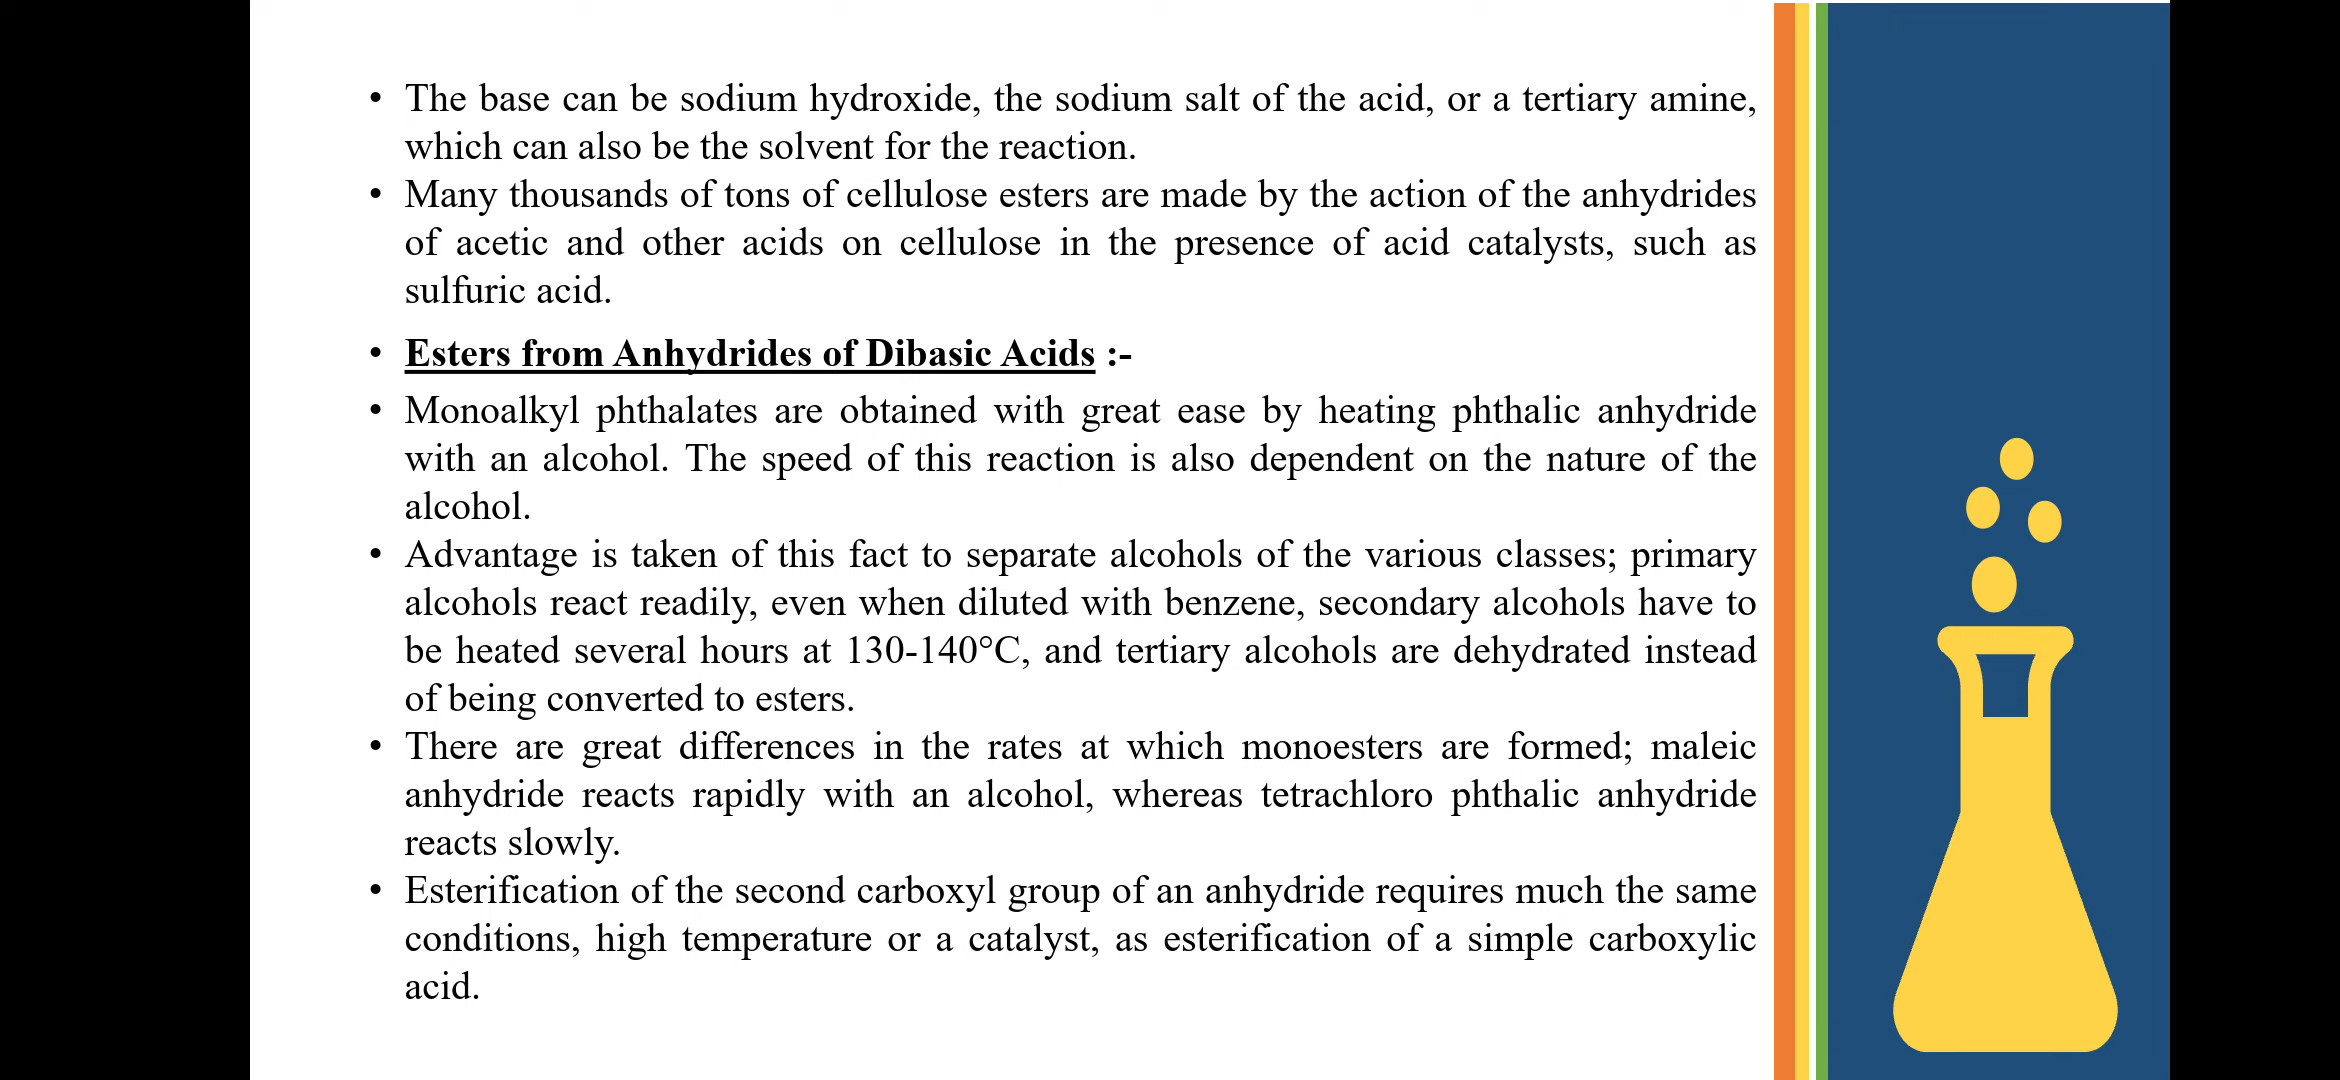 • The base can be sodium hydroxide, the sodium salt of the acid, or a tertiary amine,
which can also be the solvent for the reaction.
• Many thousands of tons of cellulose esters are made by the action of the anhydrides
of acetic and other acids on cellulose in the presence of acid catalysts, such as
sulfuric acid.
• Esters from Anhydrides of Dibasic Acids :-
• Monoalkyl phthalates are obtained with great ease by heating phthalic anhydride
with an alcohol. The speed of this reaction is also dependent on the nature of the
alcohol.
• Advantage is taken of this fact to separate alcohols of the various classes; primary
alcohols react readily, even when diluted with benzene, secondary alcohols have to
be heated several hours at 130-140°C, and tertiary alcohols are dehydrated instead
of being converted to esters.
• There are great differences in the rates at which monoesters are formed; maleic
anhydride reacts rapidly with an alcohol, whereas tetrachloro phthalic anhydride
reacts slowly.
• Esterification of the second carboxyl group of an anhydride requires much the same
conditions, high temperature or a catalyst, as esterification of a simple carboxylic
acid.